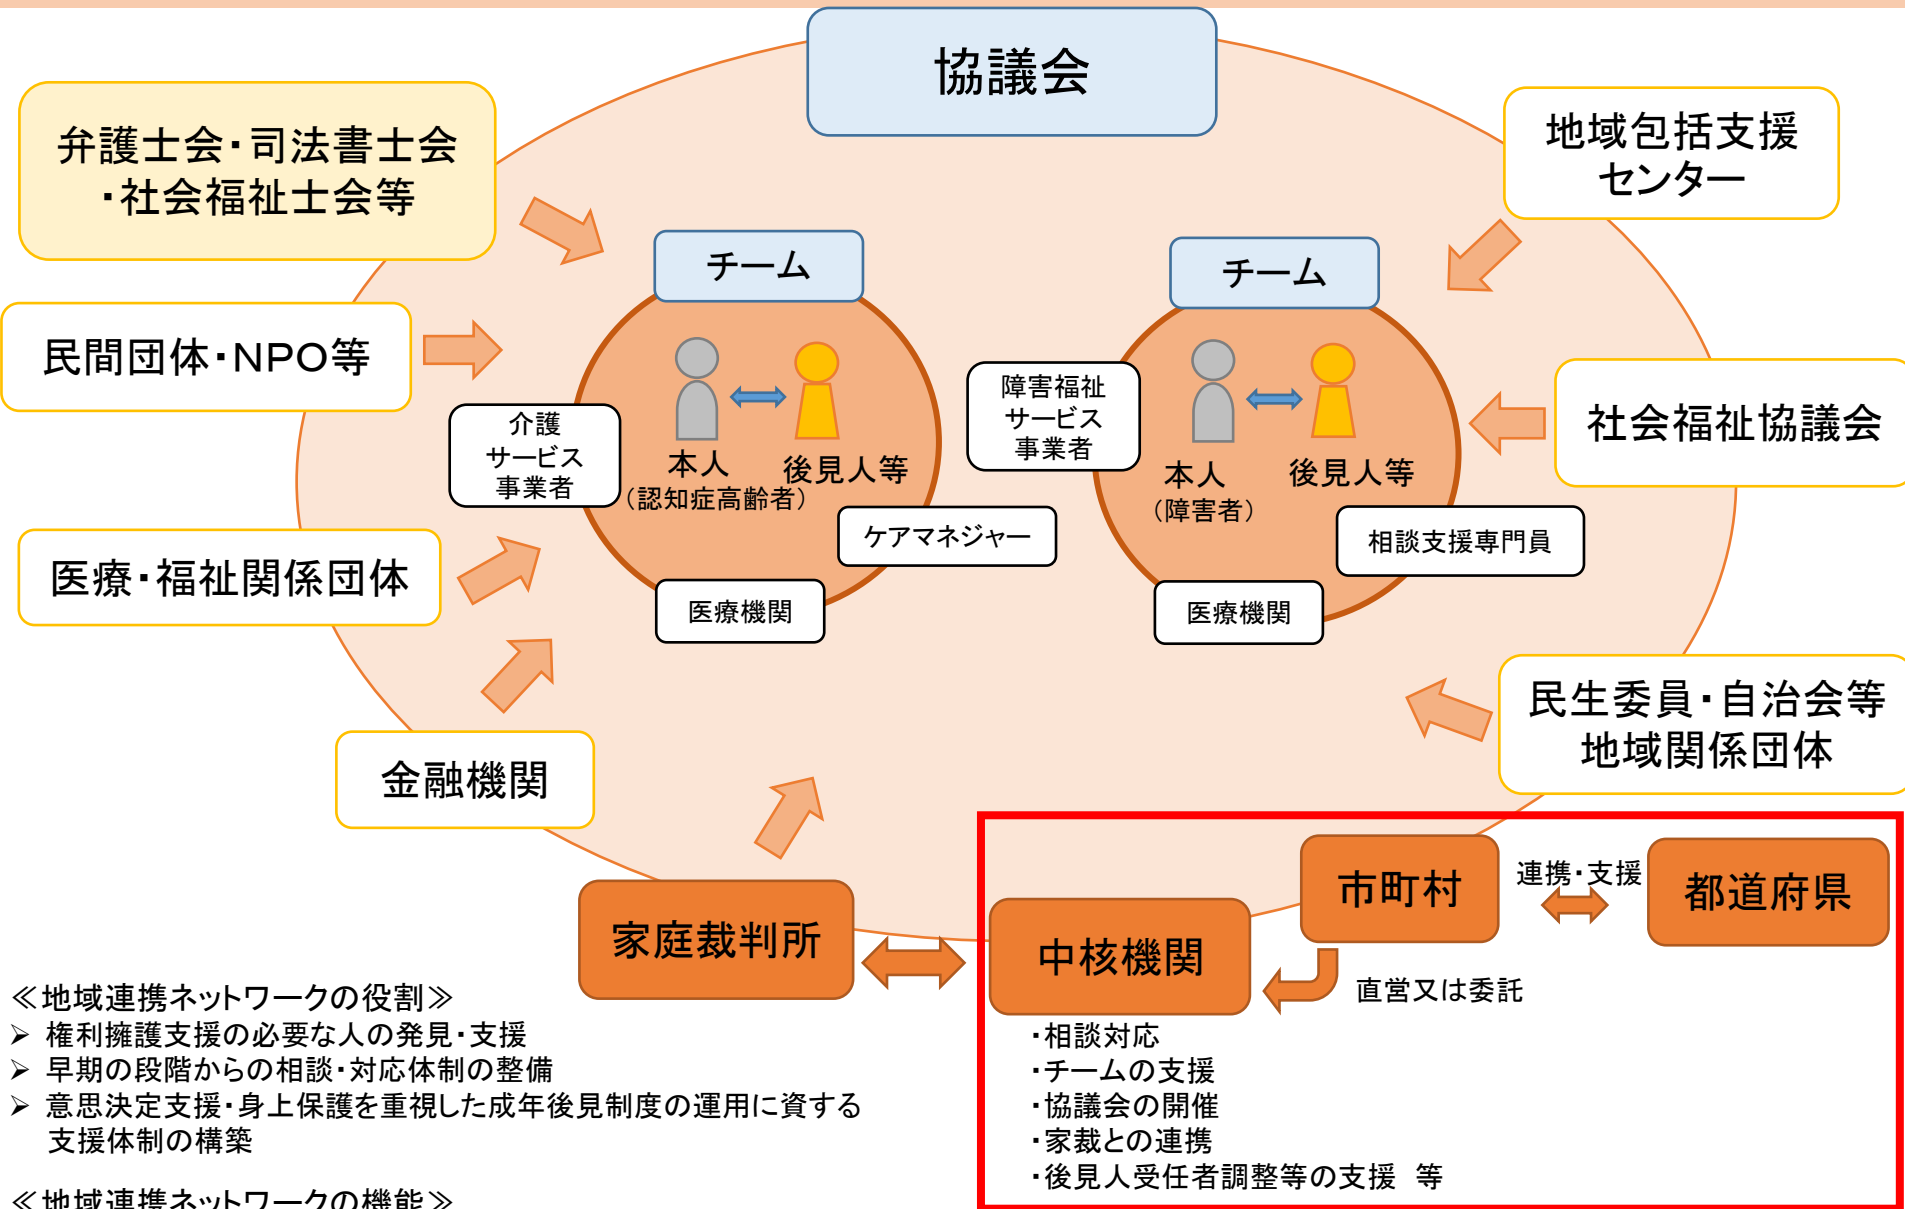 協議会
弁護士会・司法書士会
・社会福祉士会等
地域包括支援
センター
チーム
チーム
民間団体・NPO等
障害福祉
サービス
事業者
社会福祉協議会
介護
サービス
事業者
本人
(認知症高齢者)
後見人等
本人
(障害者)
後見人等
ケアマネジャー
相談支援専門員
医療・福祉関係団体
医療機関
医療機関
民生委員・自治会等
地域関係団体
金融機関
市町村
連携・支援
都道府県
家庭裁判所
中核機関
直営又は委託
≪地域連携ネットワークの役割≫
➢ 権利擁護支援の必要な人の発見・支援
➢ 早期の段階からの相談・対応体制の整備
➢ 意思決定支援・身上保護を重視した成年後見制度の運用に資する
支援体制の構築
・相談対応
・チームの支援
・協議会の開催
・家裁との連携
・後見人受任者調整等の支援 等
≪地域連携ネットワークの機能≫